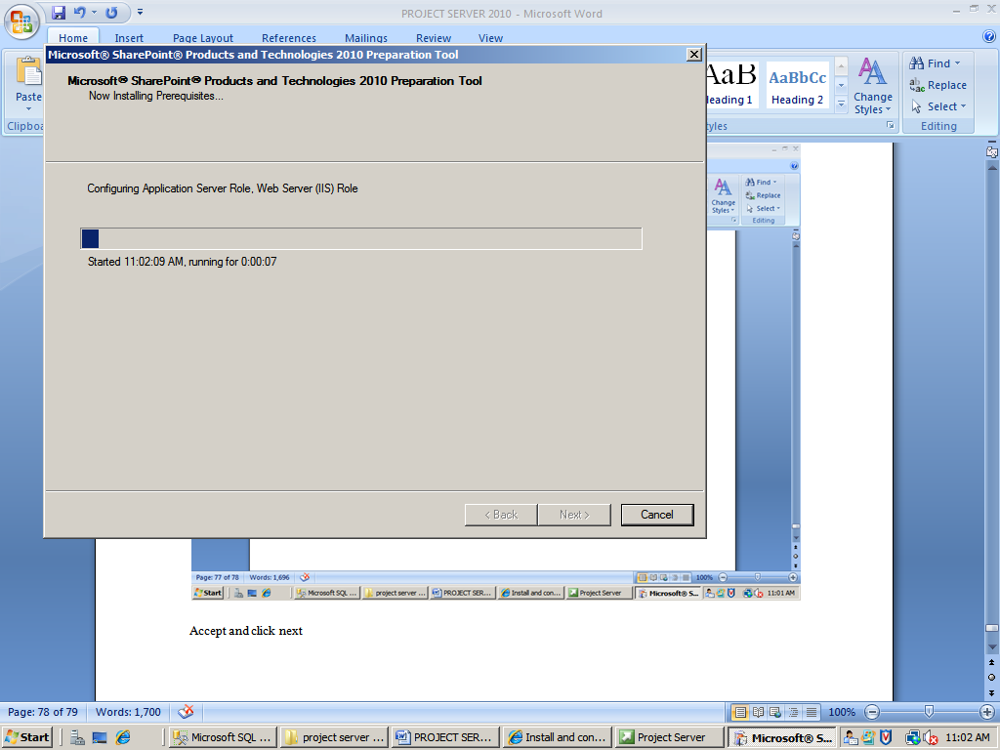 PROJECT SERVER 2010 - Microsoft Word
Home Insert Page Layout References Mailings Review View
Microsoft® SharePoint® Products and Technologies 2010 Preparation Tool
Microsoft® SharePoint® Products and Technologies 2010 Preparation Tool
Now Installing Prerequisites...
Configuring Application Server Role, Web Server (IIS) Role
Started 11:02:09 AM, running for 0:00:07
< Back Next > Cancel
Paste
Clipboa
AaB
eading 1
AaBbCc
Heading 2
Change
Styles
yles
Find
Replace
Select
Editing
Change
Styles
Find
Replace
Select
Editing
Page: 77 of 78 Words: 1,696 100%
Start Microsoft SQL ... project server ... PROJECT SER... Install and con... Project Server Microsoft® S... 11:01 AM
Accept and click next
Page: 78 of 79 Words: 1,700 100%
Start Microsoft SQL ... project server ... PROJECT SER... Install and con... Project Server Microsoft® S... 11:02 AM